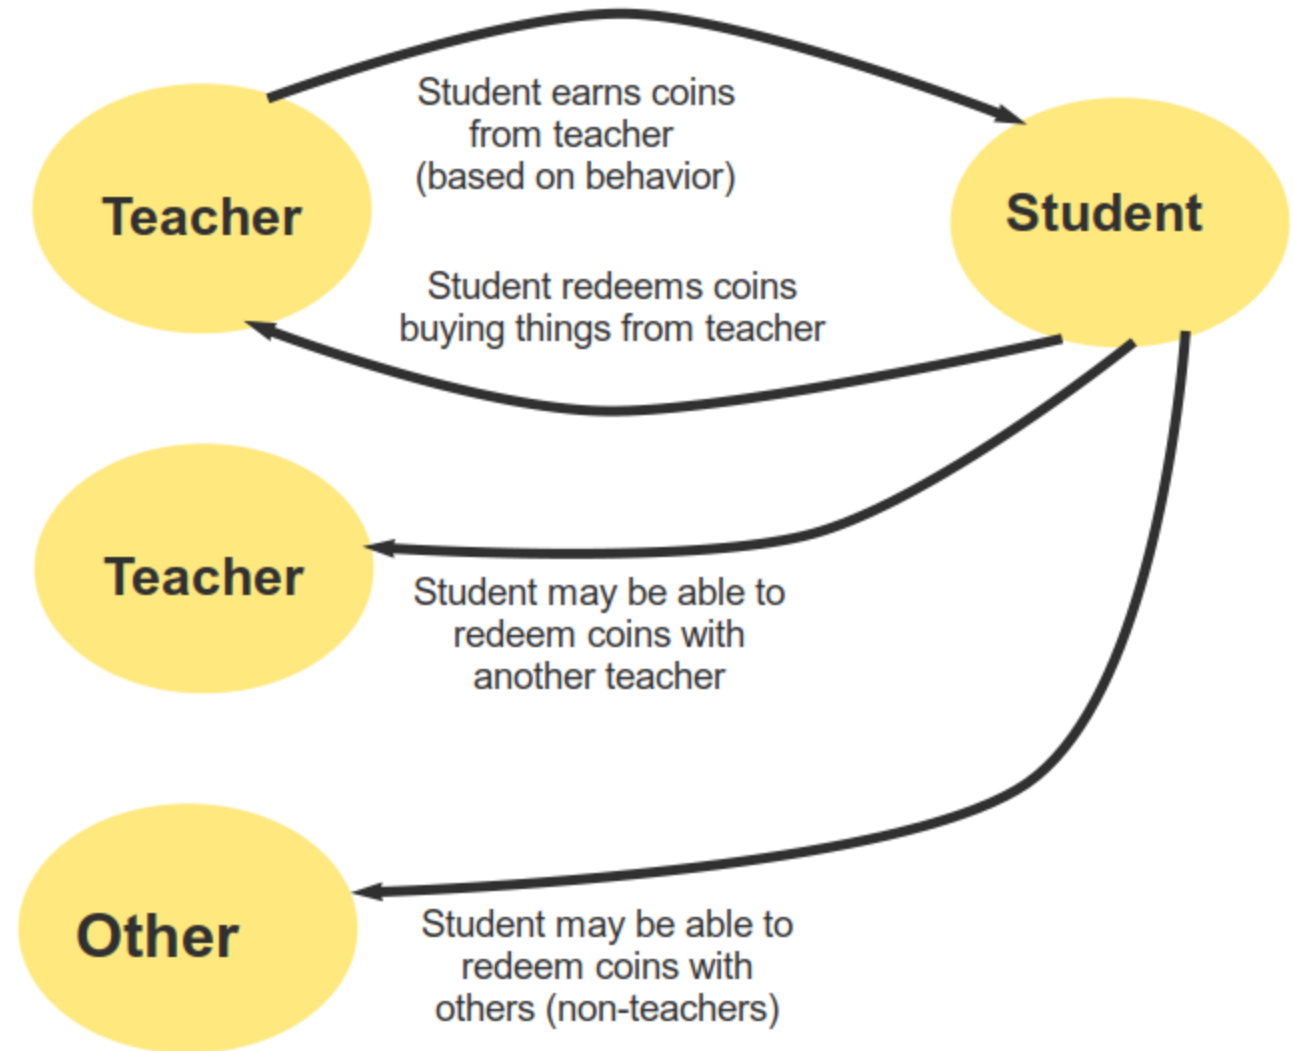 Student earns coins
from teacher
(based on behavior)
Teacher
Student
Student redeems coins
buying things from teacher
Teacher
Student may be able to
redeem coins with
another teacher
Other
Student may be able to
redeem coins with
others (non-teachers)